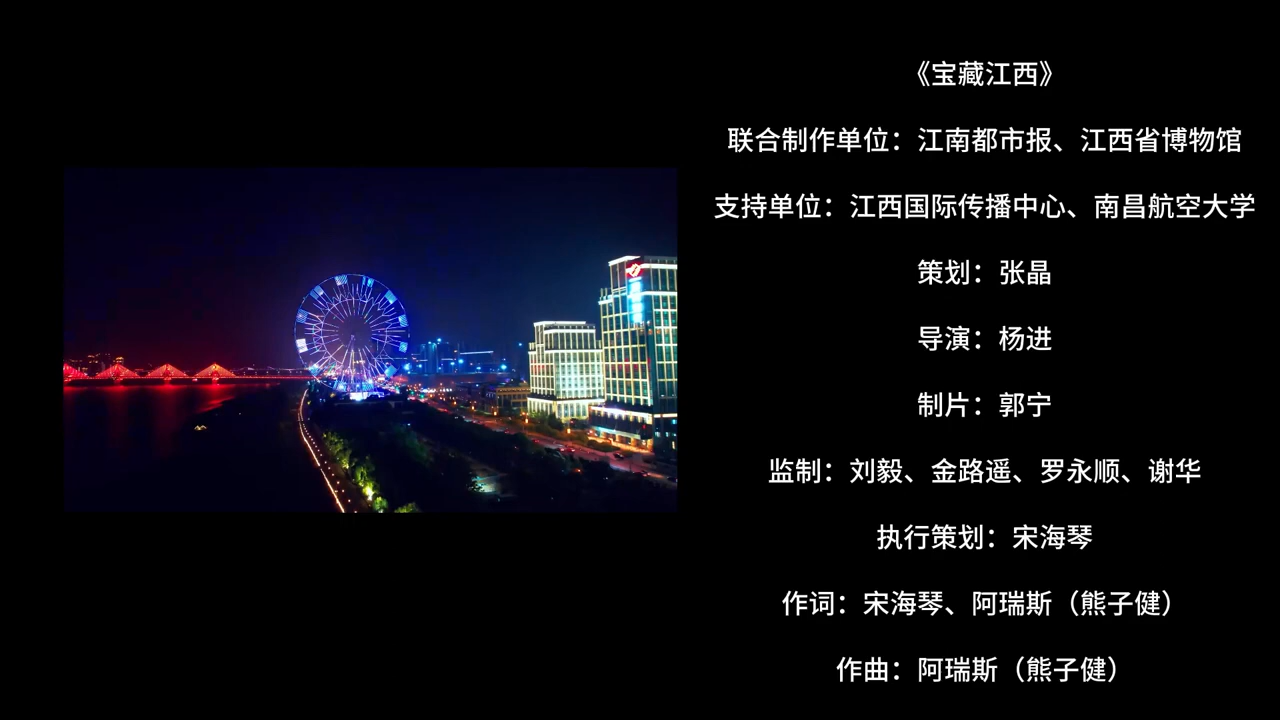 《宝藏江西》
联合制作单位：江南都市报、江西省博物馆
支持单位：江西国际传播中心、南昌航空大学
策划：张晶
导演：杨进
制片：郭宁
监制：刘毅、金路遥、罗永顺、谢华
执行策划：宋海琴
作词：宋海琴、阿瑞斯（熊子健）
作曲：阿瑞斯（熊子健）